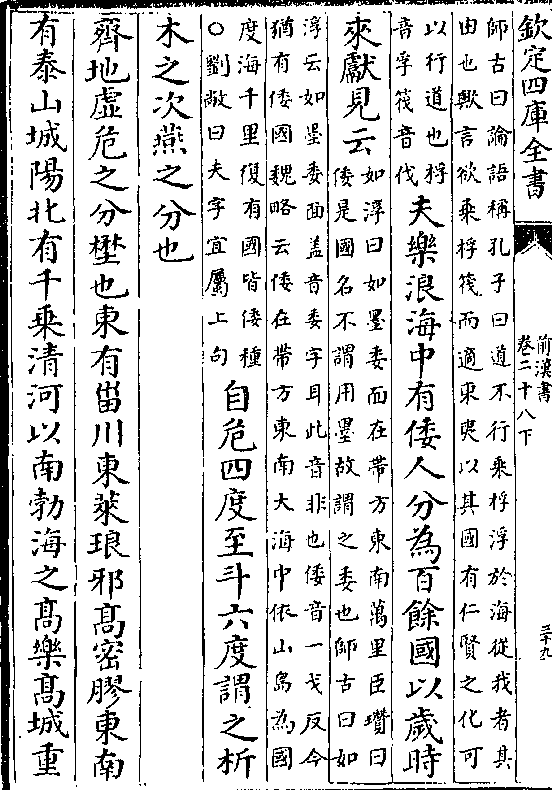 欽定四庫全書
前漢書
卷二十八下
三十九
師古曰論語稱孔子曰道不行乘桴浮於海從我者其
由也歟言欲乘桴筏而適東夷以其國有仁賢之化可
以行道也桴
音孚筏音伐
夫樂浪海中有倭人分為百餘國以歲時
來獻見云
如淳曰如墨委而在帶方東南萬里臣瓚曰
倭是國名不謂用墨故謂之委也師古曰如
淳云如墨委面蓋音委字耳此音非也倭音一戈反今
猶有倭國魏略云倭在帶方東南大海中依山島為國
度海千里復有國皆倭種
○劉敞曰夫字宜屬上句
自危四度至斗六度謂之析
木之次燕之分也
齊地虛危之分壄也東有甾川東萊琅邪髙密膠東南
有泰山城陽北有千乘清河以南勃海之髙樂髙城重